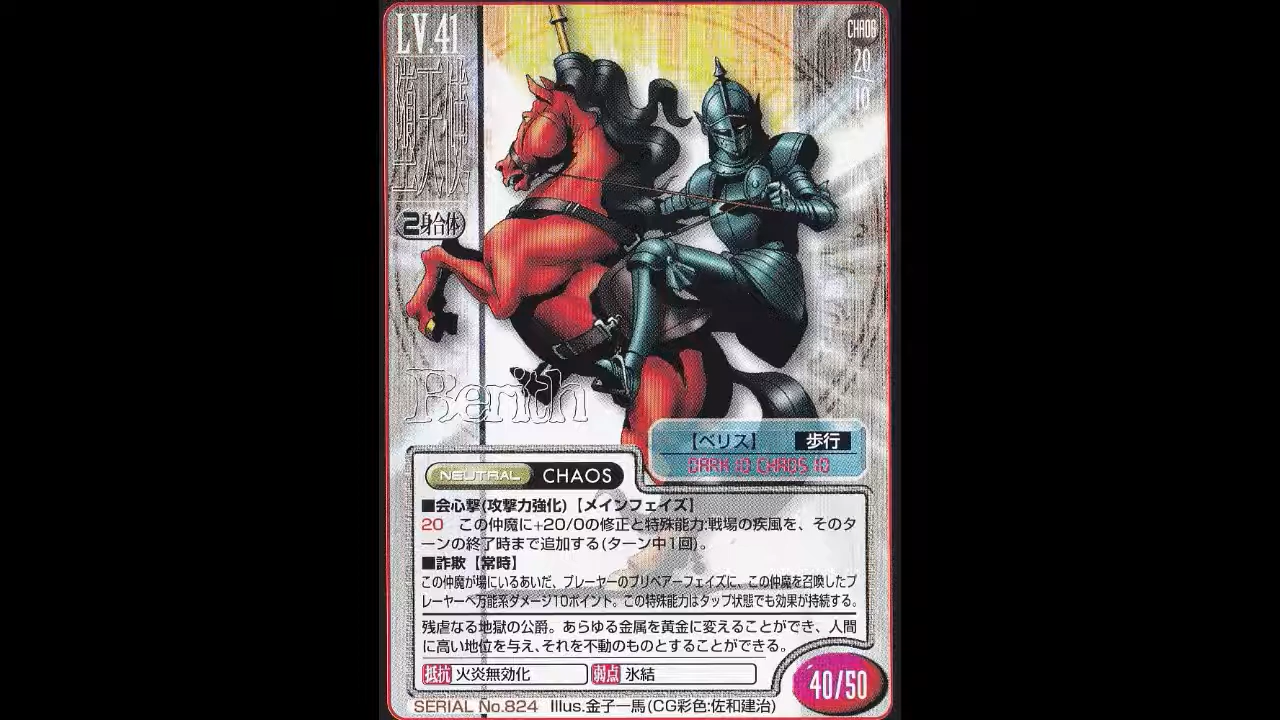 LV.41
CHAOS
20
10
堕天使
2身合体
Berith
【ベリス】 歩行
DARK 10 CHAOS 10
NEUTRAL CHAOS
■会心撃(攻撃力強化)【メインフェイズ】
20 この仲魔に+20/0の修正と特殊能力:戦場の疾風を、そのタ
ーンの終了時まで追加する(ターン中1回)。
■詐欺【常時】
この仲魔が場にいるあいだ、プレーヤーのプリペアーフェイズに、この仲魔を召喚したプ
レーヤーへ万能系ダメージ10ポイント。この特殊能力はタップ状態でも効果が持続する。
残虐なる地獄の公爵。あらゆる金属を黄金に変えることができ、人間
に高い地位を与え、それを不動のものとすることができる。
抵抗 火炎無効化 弱点 氷結
40/50
SERIAL No.824 Illus.金子一馬(CG彩色:佐和建治)